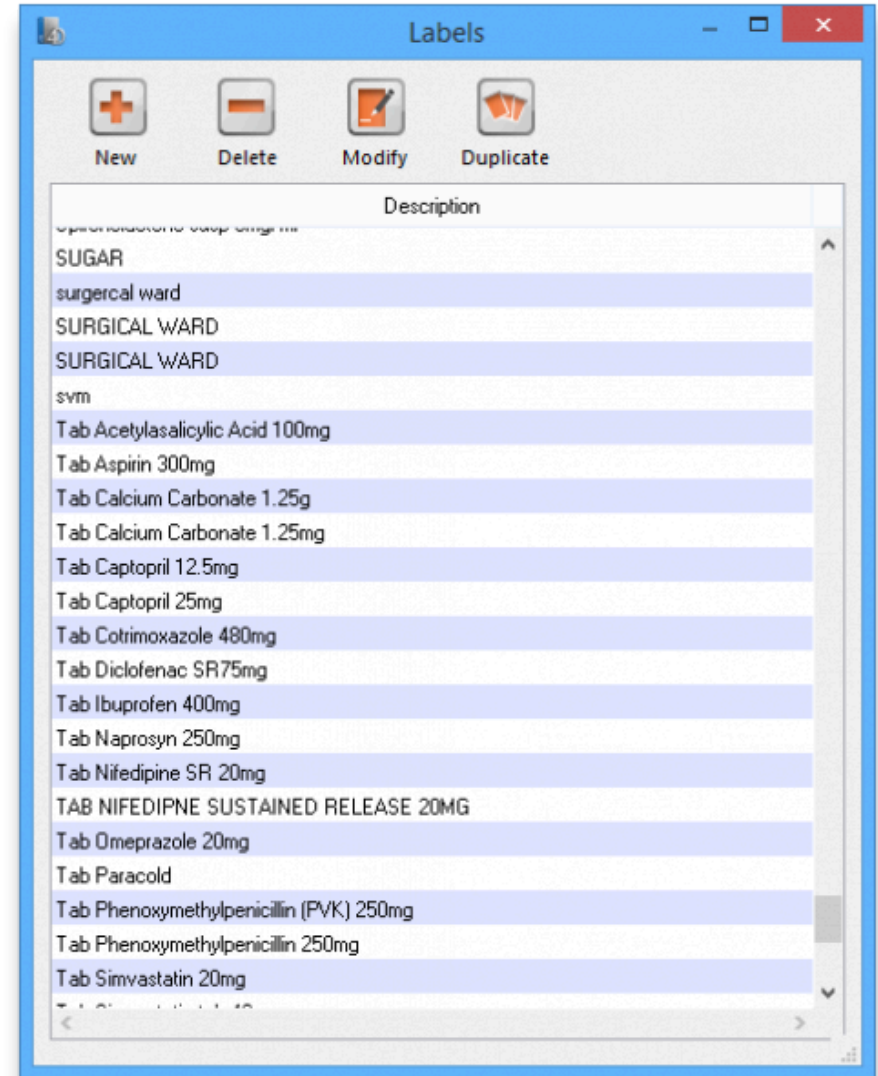 Labels
New Delete Modify Duplicate
Description
SUGAR
surgercal ward
SURGICAL WARD
SURGICAL WARD
svm
Tab Acetylasalicylic Acid 100mg
Tab Aspirin 300mg
Tab Calcium Carbonate 1.25g
Tab Calcium Carbonate 1.25mg
Tab Captopril 12.5mg
Tab Captopril 25mg
Tab Cotrimoxazole 480mg
Tab Diclofenac SR75mg
Tab Ibuprofen 400mg
Tab Naprosyn 250mg
Tab Nifedipine SR 20mg
TAB NIFEDIPNE SUSTAINED RELEASE 20MG
Tab Omeprazole 20mg
Tab Paracold
Tab Phenoxymethylpenicillin (PVK) 250mg
Tab Phenoxymethylpenicillin 250mg
Tab Simvastatin 20mg